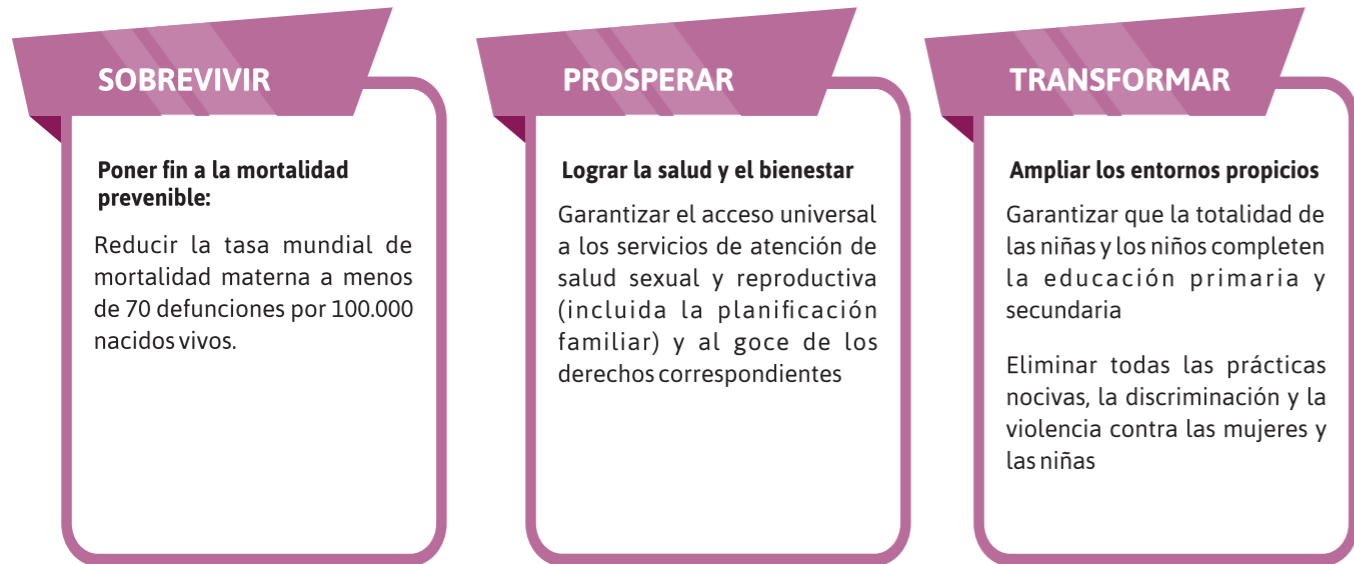 SOBREVIVIR
Poner fin a la mortalidad
prevenible:
Reducir la tasa mundial de
mortalidad materna a menos
de 70 defunciones por 100.000
nacidos vivos.
PROSPERAR
Lograr la salud y el bienestar
Garantizar el acceso universal
a los servicios de atención de
salud sexual y reproductiva
(incluida la planificación
familiar) y al goce de los
derechos correspondientes
TRANSFORMAR
Ampliar los entornos propicios
Garantizar que la totalidad de
las niñas y los niños completen
la educación primaria y
secundaria
Eliminar todas las prácticas
nocivas, la discriminación y la
violencia contra las mujeres y
las niñas